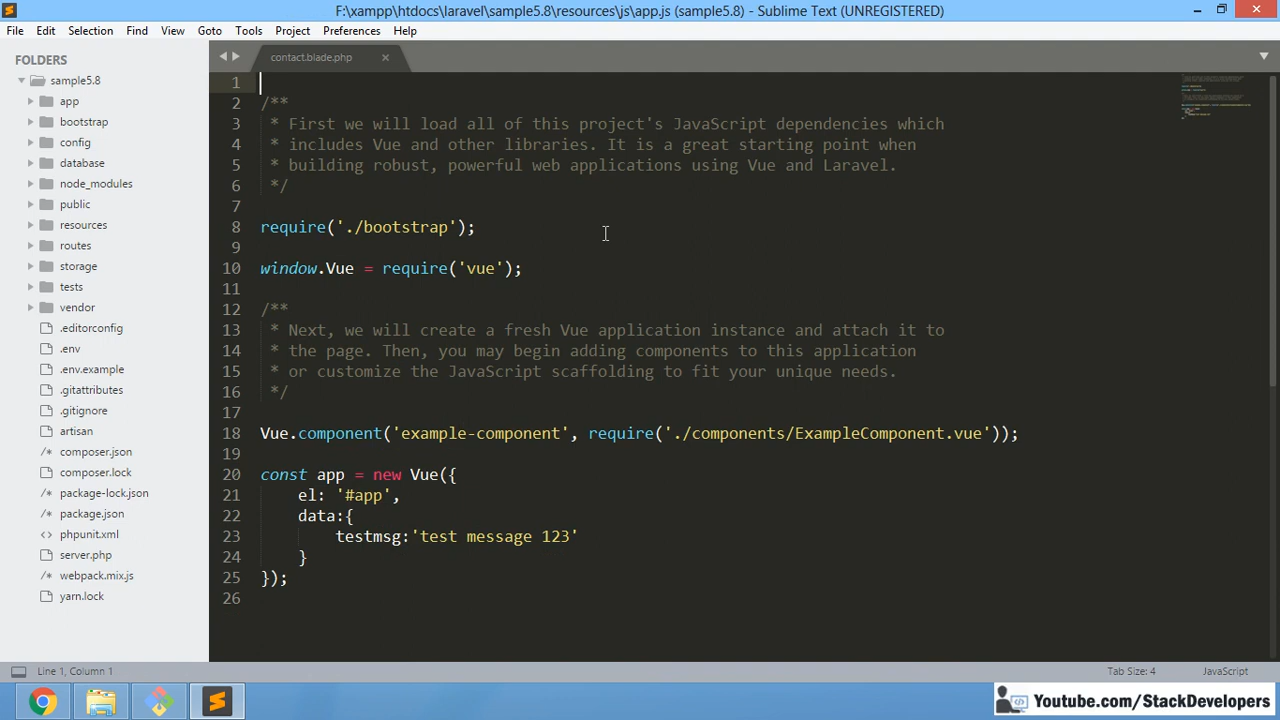 F:\xampp\htdocs\laravel\sample5.8\resources\js\app.js (sample5.8) - Sublime Text (UNREGISTERED)
File Edit Selection Find View Goto Tools Project Preferences Help
FOLDERS
sample5.8
app
bootstrap
config
database
node_modules
public
resources
routes
storage
tests
vendor
.editorconfig
.env
.env.example
.gitattributes
.gitignore
artisan
composer.json
composer.lock
package-lock.json
package.json
phpunit.xml
server.php
webpack.mix.js
yarn.lock
contact.blade.php
1
2 /**
3 * First we will load all of this project's JavaScript dependencies which
4 * includes Vue and other libraries. It is a great starting point when
5 * building robust, powerful web applications using Vue and Laravel.
6 */
7
8 require('./bootstrap');
9
10 window.Vue = require('vue');
11
12 /**
13 * Next, we will create a fresh Vue application instance and attach it to
14 * the page. Then, you may begin adding components to this application
15 * or customize the JavaScript scaffolding to fit your unique needs.
16 */
17
18 Vue.component('example-component', require('./components/ExampleComponent.vue'));
19
20 const app = new Vue({
21 el: '#app',
22 data:{
23 testmsg:'test message 123'
24 }
25 });
26
Line 1, Column 1
Tab Size: 4
JavaScript
Youtube.com/StackDevelopers